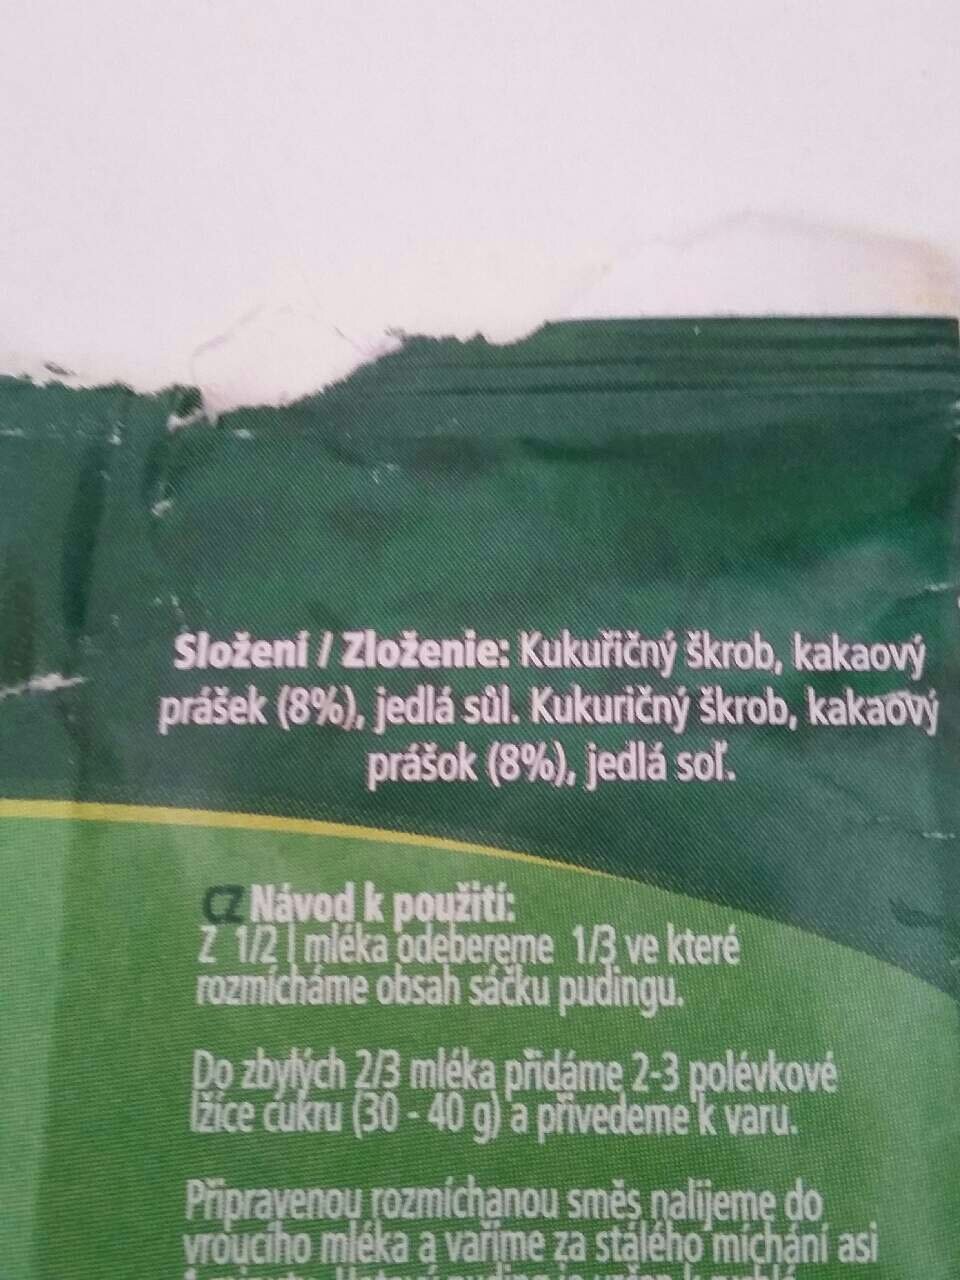 Složení / Zloženie: Kukuřičný škrob, kakaový
prášek (8%), jedlá sůl. Kukuričný škrob, kakaový
prášok (8%), jedlá soľ.
CZ Návod k použití:
Z 1/2 l mléka odebereme 1/3 ve které
rozmícháme obsah sáčku pudingu.
Do zbylých 2/3 mléka přidáme 2-3 polévkové
lžíce cukru (30 - 40 g) a přivedeme k varu.
Připravenou rozmíchanou směs nalijeme do
vroucího mléka a vaříme za stálého míchání asi